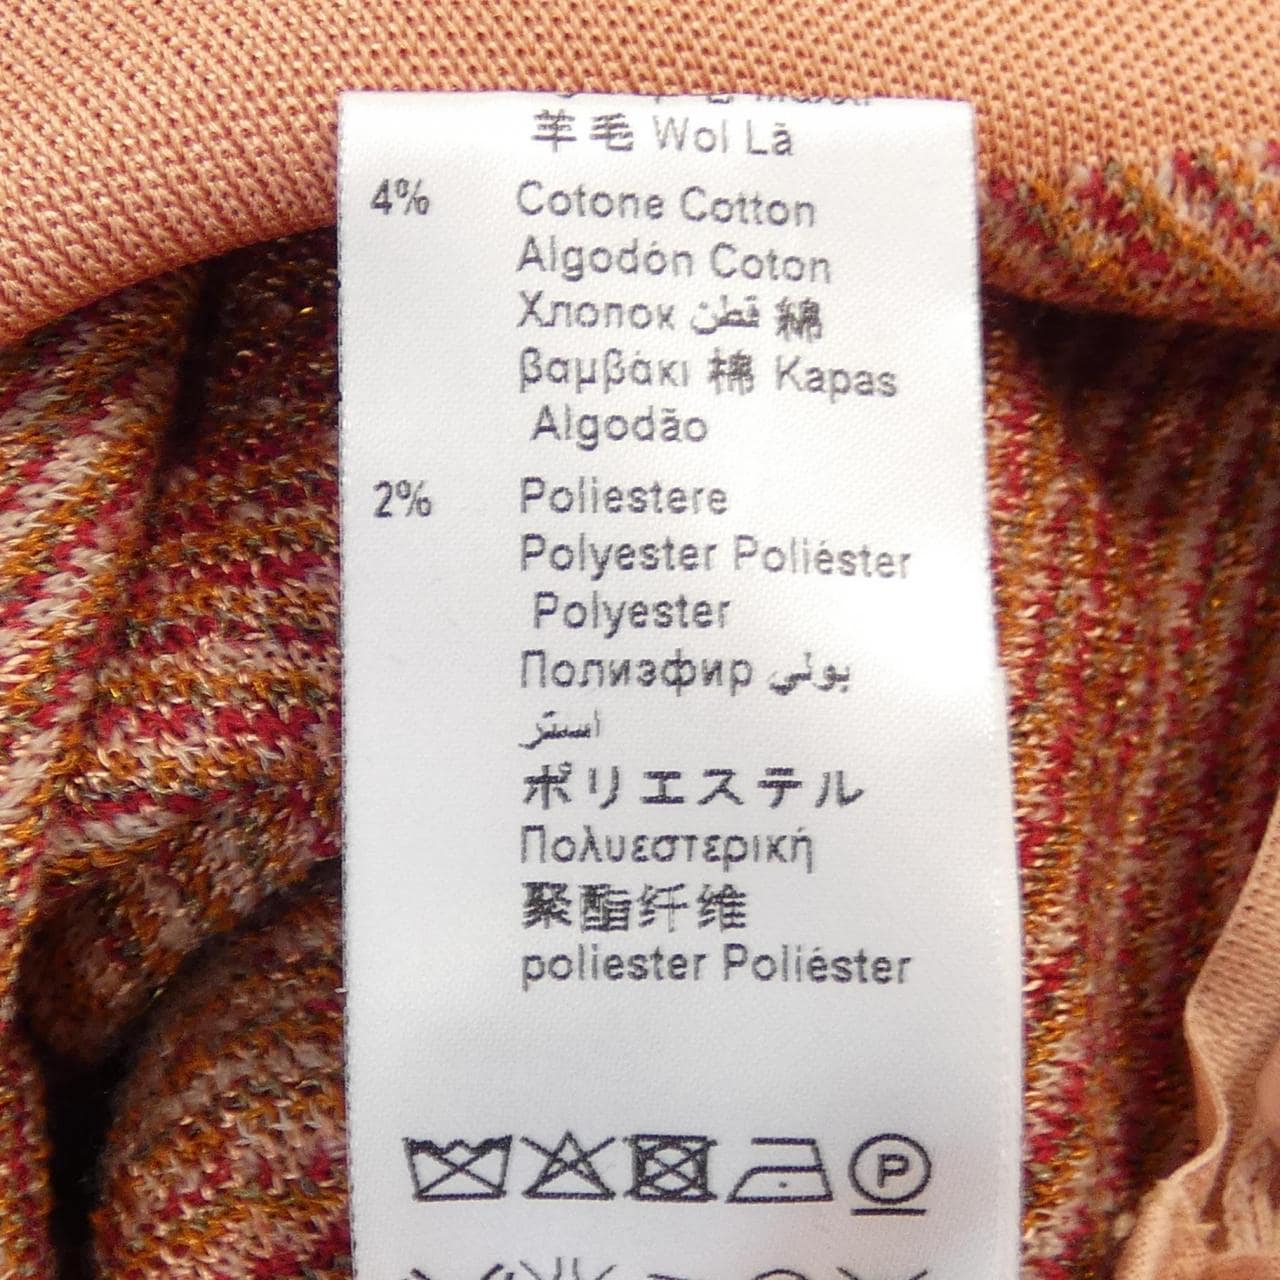 羊毛 Wol Lã
4% Cotone Cotton
Algodón Coton
Хлопок قطن 綿
βαμβάκι 棉 Kapas
Algodão
2% Poliestere
Polyester Poliéster
Polyester
Полиэфир بولي
استر
ポリエステル
Πολυεστερική
聚酯纤维
poliester Poliéster
P